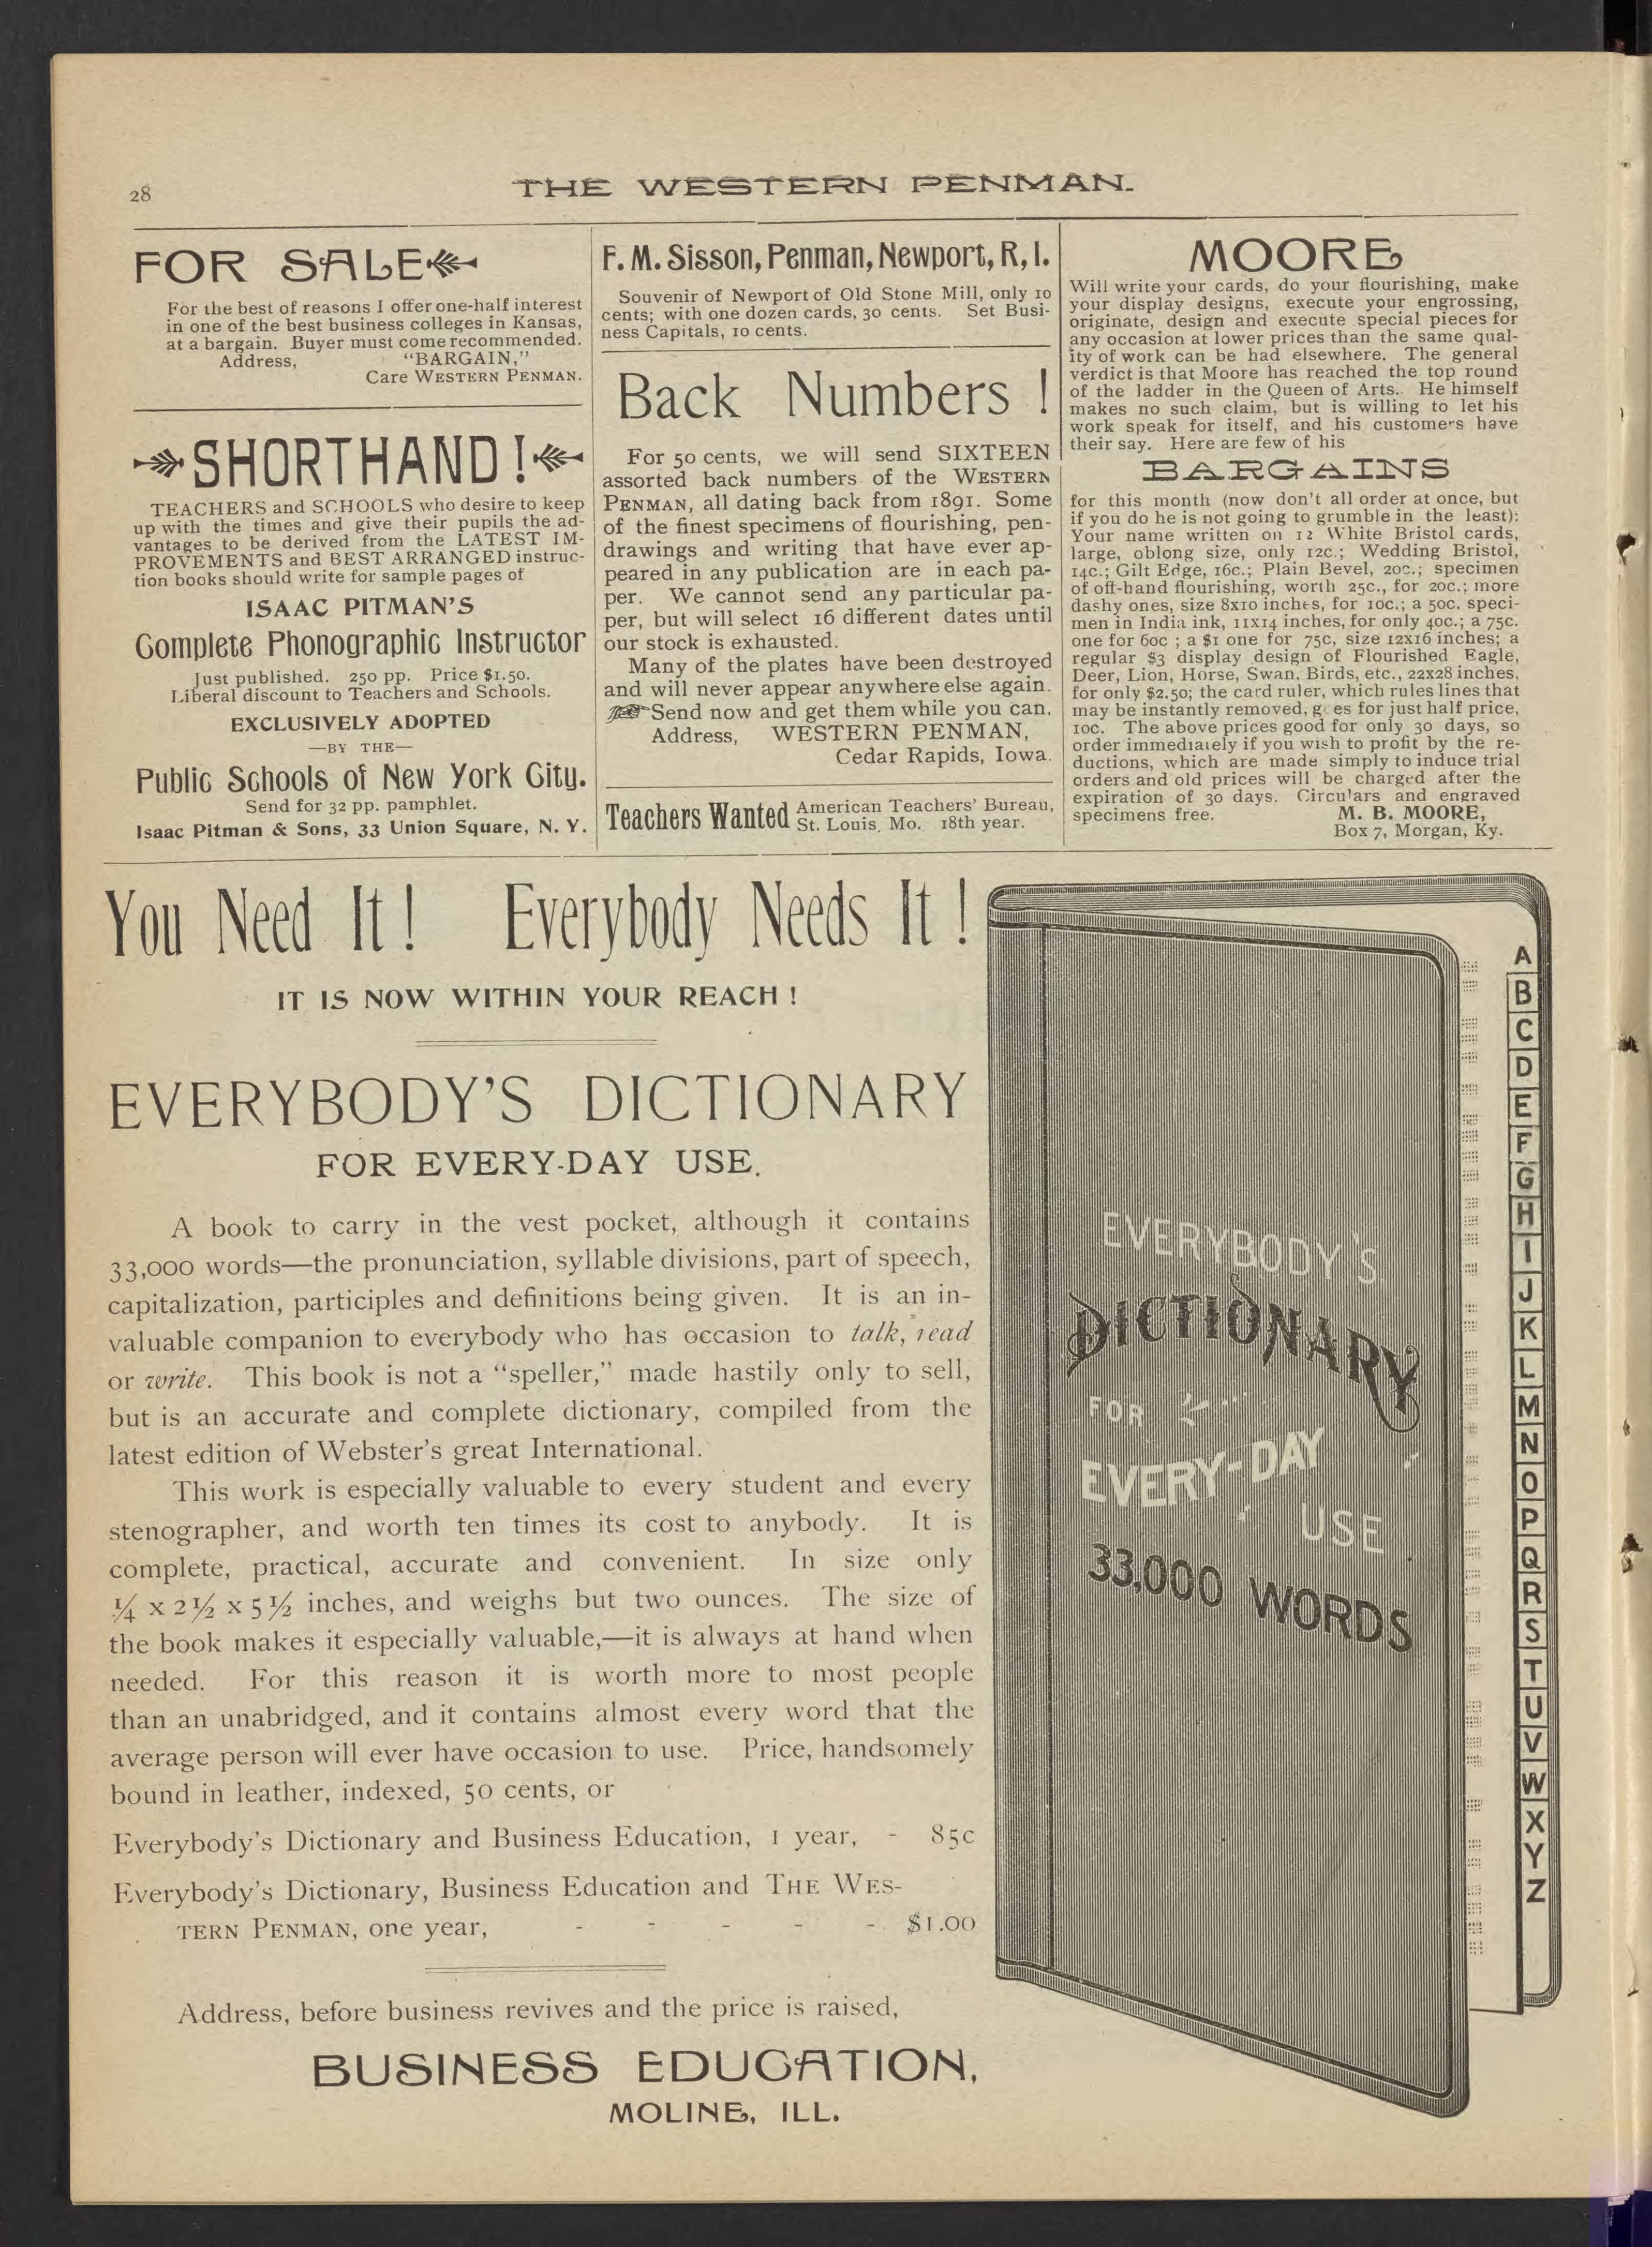 28
THE WESTERN PENMAN.
FOR SALE
For the best of reasons I offer one-half interest
in one of the best business colleges in Kansas,
at a bargain. Buyer must come recommended.
Address, "BARGAIN,"
Care WESTERN PENMAN.
SHORTHAND!
TEACHERS and SCHOOLS who desire to keep
up with the times and give their pupils the ad-
vantages to be derived from the LATEST IM-
PROVEMENTS and BEST ARRANGED instruc-
tion books should write for sample pages of
ISAAC PITMAN'S
Complete Phonographic Instructor
Just published. 250 pp. Price $1.50.
Liberal discount to Teachers and Schools.
EXCLUSIVELY ADOPTED
—BY THE—
Public Schools of New York City.
Send for 32 pp. pamphlet.
Isaac Pitman & Sons, 33 Union Square, N. Y.
F. M. Sisson, Penman, Newport, R, I.
Souvenir of Newport of Old Stone Mill, only 10
cents; with one dozen cards, 30 cents. Set Busi-
ness Capitals, 10 cents.
Back Numbers !
For 50 cents, we will send SIXTEEN
assorted back numbers of the WESTERN
PENMAN, all dating back from 1891. Some
of the finest specimens of flourishing, pen-
drawings and writing that have ever ap-
peared in any publication are in each pa-
per. We cannot send any particular pa-
per, but will select 16 different dates until
our stock is exhausted.
Many of the plates have been destroyed
and will never appear anywhere else again.
Send now and get them while you can.
Address, WESTERN PENMAN,
Cedar Rapids, Iowa.
Teachers Wanted American Teachers' Bureau,
St. Louis, Mo. 18th year.
MOORE
Will write your cards, do your flourishing, make
your display designs, execute your engrossing,
originate, design and execute special pieces for
any occasion at lower prices than the same qual-
ity of work can be had elsewhere. The general
verdict is that Moore has reached the top round
of the ladder in the Queen of Arts. He himself
makes no such claim, but is willing to let his
work speak for itself, and his customers have
their say. Here are few of his
BARGAINS
for this month (now don't all order at once, but
if you do he is not going to grumble in the least):
Your name written on 12 White Bristol cards,
large, oblong size, only 12c.; Wedding Bristol,
14c.; Gilt Edge, 16c.; Plain Bevel, 20c.; specimen
of off-hand flourishing, worth 25c., for 20c.; more
dashy ones, size 8x10 inches, for 10c.; a 50c. speci-
men in India ink, 11x14 inches, for only 40c.; a 75c.
one for 60c ; a $1 one for 75c, size 12x16 inches; a
regular $3 display design of Flourished Eagle,
Deer, Lion, Horse, Swan, Birds, etc., 22x28 inches,
for only $2.50; the card ruler, which rules lines that
may be instantly removed, goes for just half price,
10c. The above prices good for only 30 days, so
order immediately if you wish to profit by the re-
ductions, which are made simply to induce trial
orders and old prices will be charged after the
expiration of 30 days. Circulars and engraved
specimens free. M. B. MOORE,
Box 7, Morgan, Ky.
You Need It! Everybody Needs It!
IT IS NOW WITHIN YOUR REACH !
EVERYBODY'S DICTIONARY
FOR EVERY-DAY USE.
A book to carry in the vest pocket, although it contains
33,000 words—the pronunciation, syllable divisions, part of speech,
capitalization, participles and definitions being given. It is an in-
valuable companion to everybody who has occasion to talk, read
or write. This book is not a "speller," made hastily only to sell,
but is an accurate and complete dictionary, compiled from the
latest edition of Webster's great International.
This work is especially valuable to every student and every
stenographer, and worth ten times its cost to anybody. It is
complete, practical, accurate and convenient. In size only
¼ x 2½ x 5½ inches, and weighs but two ounces. The size of
the book makes it especially valuable,—it is always at hand when
needed. For this reason it is worth more to most people
than an unabridged, and it contains almost every word that the
average person will ever have occasion to use. Price, handsomely
bound in leather, indexed, 50 cents, or
Everybody's Dictionary and Business Education, 1 year, - 85c
Everybody's Dictionary, Business Education and THE WES-
TERN PENMAN, one year, - - - - - $1.00
Address, before business revives and the price is raised,
BUSINESS EDUCATION,
MOLINE, ILL.
EVERYBODY'S
DICTIONARY
FOR
EVERY-DAY
USE
33,000 WORDS
A
B
C
D
E
F
G
H
I
J
K
L
M
N
O
P
Q
R
S
T
U
V
W
X
Y
Z